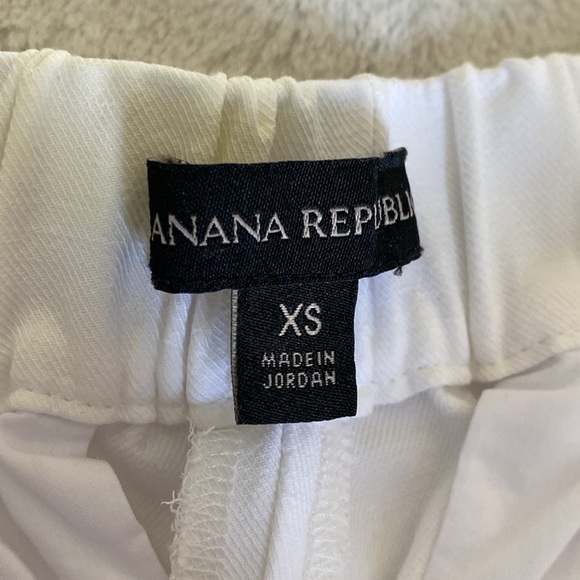 ANANA REPUBLI
XS
MADE IN
JORDAN